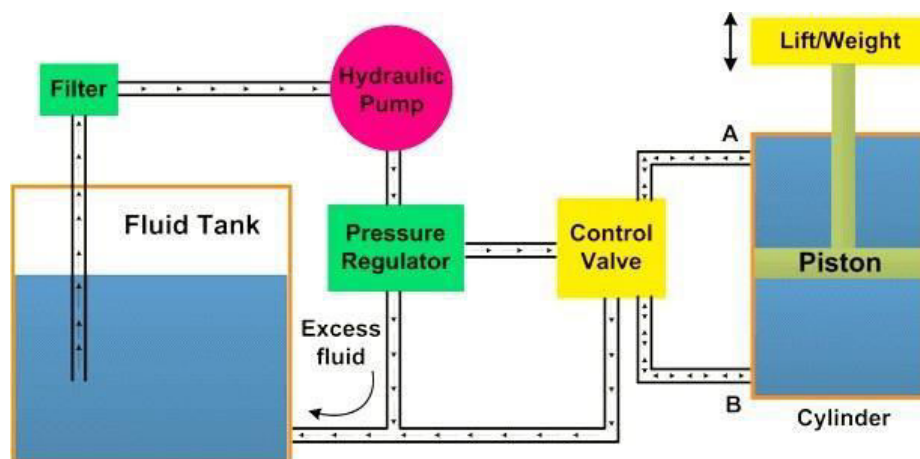 Filter
Hydraulic
Pump
Lift/Weight
A
Fluid Tank
Pressure
Regulator
Control
Valve
Piston
Excess
fluid
B
Cylinder